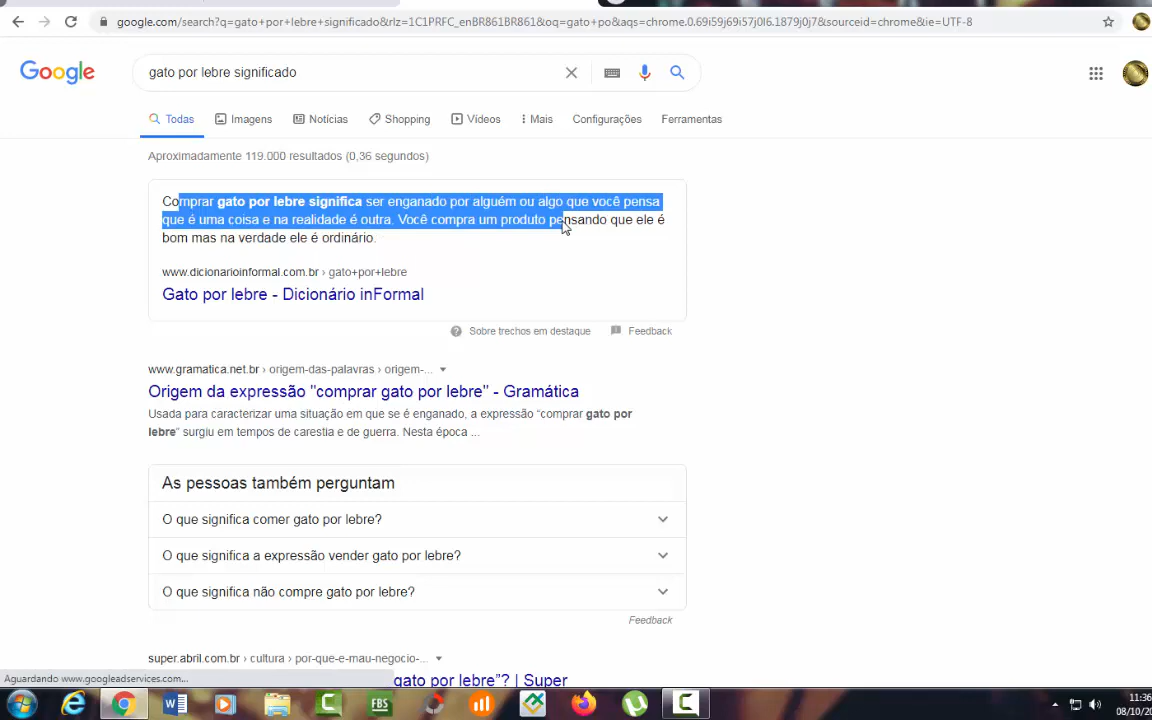 google.com/search?q=gato+por+lebre+significado&rlz=1C1PRFC_enBR861BR861&oq=gato+po&aqs=chrome.0.69i59j69i57j0l6.1879j0j7&sourceid=chrome&ie=UTF-8
Google
gato por lebre significado
Todas Imagens Notícias Shopping Vídeos Mais Configurações Ferramentas
Aproximadamente 119.000 resultados (0,36 segundos)
Comprar gato por lebre significa ser enganado por alguém ou algo que você pensa
que é uma coisa e na realidade é outra. Você compra um produto pensando que ele é
bom mas na verdade ele é ordinário.
www.dicionarioinformal.com.br › gato+por+lebre
Gato por lebre - Dicionário inFormal
Sobre trechos em destaque Feedback
www.gramatica.net.br › origem-das-palavras › origem-...
Origem da expressão "comprar gato por lebre" - Gramática
Usada para caracterizar uma situação em que se é enganado, a expressão “comprar gato por
lebre” surgiu em tempos de carestia e de guerra. Nesta época ...
As pessoas também perguntam
O que significa comer gato por lebre?
O que significa a expressão vender gato por lebre?
O que significa não compre gato por lebre?
Feedback
super.abril.com.br › cultura › por-que-e-mau-negocio-...
gato por lebre”? | Super
Aguardando www.googleadservices.com...
FBS
11:36
08/10/20